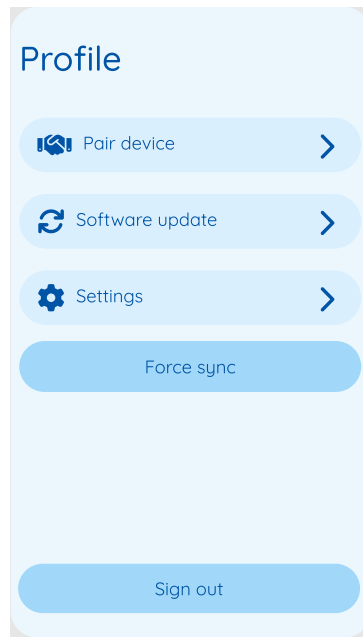 Profile
Pair device
Software update
Settings
Force sync
Sign out